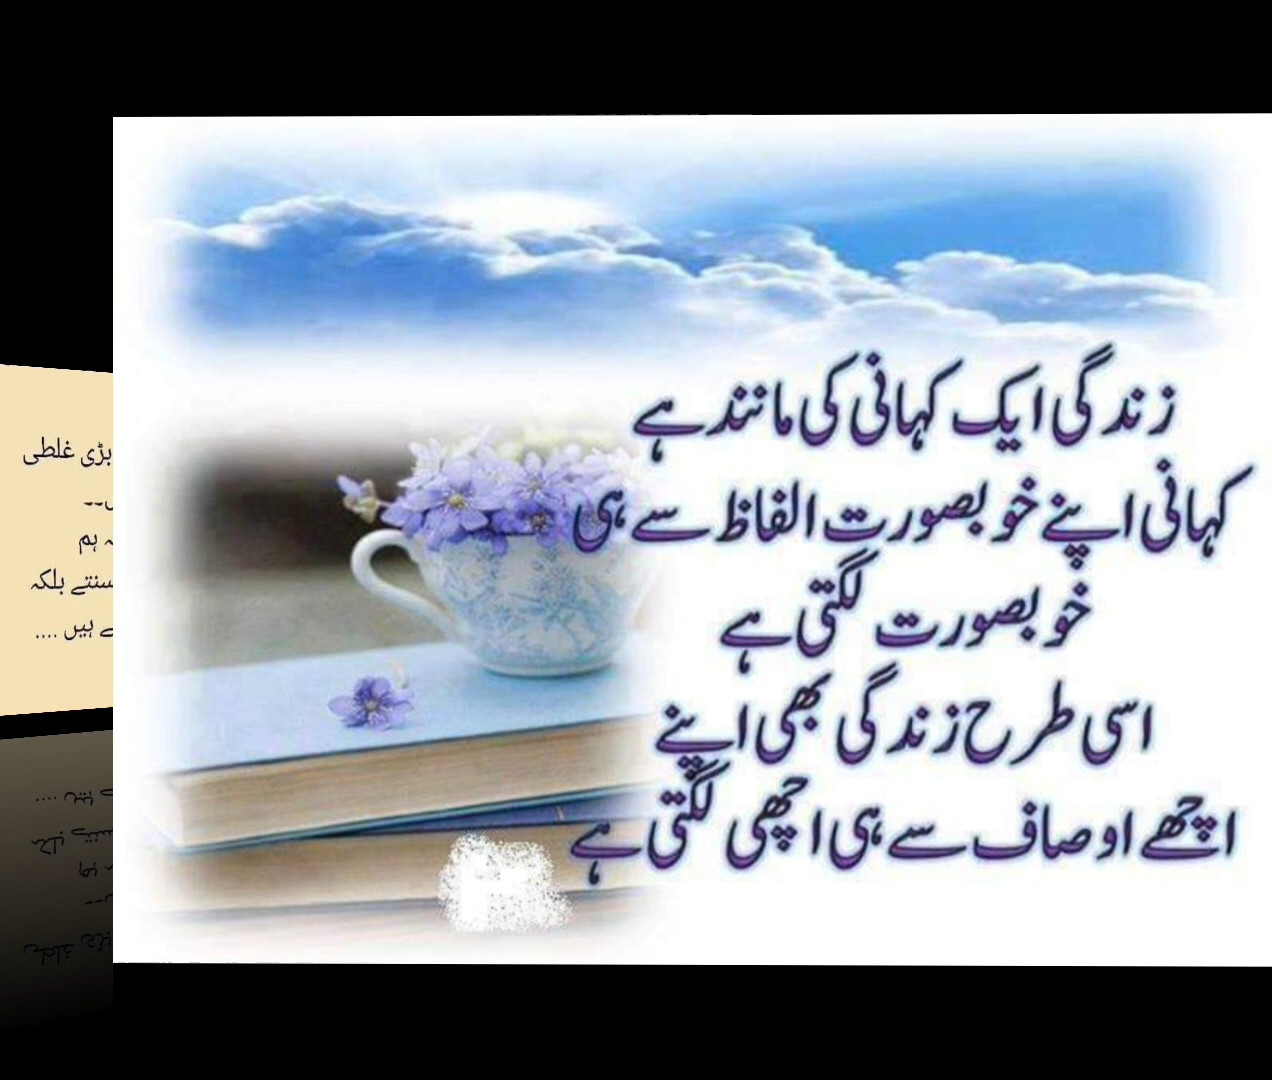 زندگی ایک کہانی کی مانند ہے
کہانی اپنے خوبصورت الفاظ سے ہی
خوبصورت لگتی ہے
اسی طرح زندگی بھی اپنے
اچھے اوصاف سے ہی اچھی لگتی ہے
بڑی غلطی
ہم
سنتے بلکہ
ہیں ....